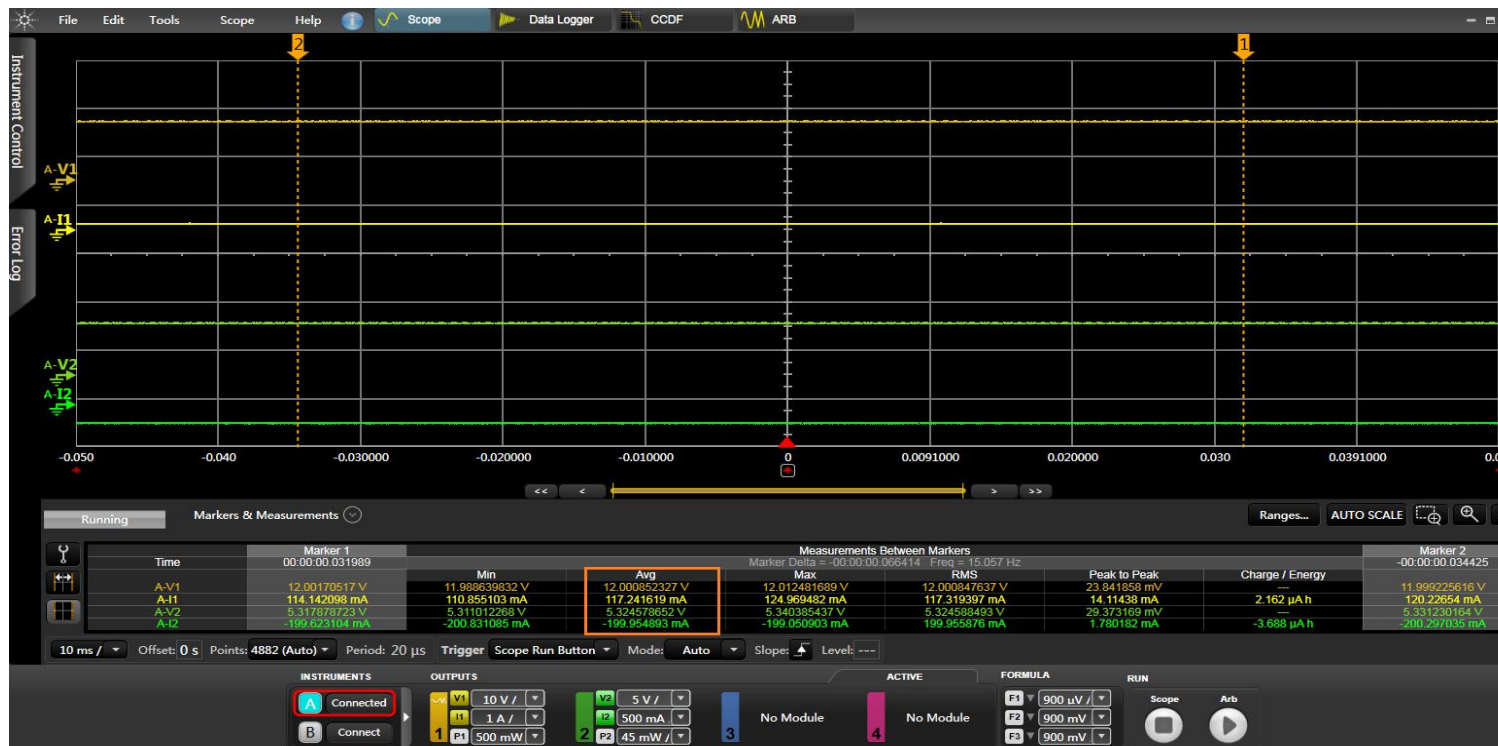 File Edit Tools Scope Help Scope Data Logger CCDF ARB
Instrument Control
Error Log
2 1
A-V1
A-I1
A-V2
A-I2
-0.050 -0.040 -0.030000 -0.020000 -0.010000 0 0.0091000 0.020000 0.030 0.0391000 0.0
<< < > >>
Running Markers & Measurements Ranges... AUTO SCALE
Marker 1 Measurements Between Markers Marker 2
Time 00:00:00.031989 Marker Delta = -00:00:00.066414 Freq = 15.057 Hz -00:00:00.034425
Min Avg Max RMS Peak to Peak Charge / Energy
A-V1 12.00170517 V 11.988639832 V 12.000852327 V 12.012481689 V 12.000847637 V 23.841858 mV --- 11.999225616 V
A-I1 114.142098 mA 110.855103 mA 117.241619 mA 124.969482 mA 117.319397 mA 14.11438 mA 2.162 µA h 120.22654 mA
A-V2 5.317878723 V 5.311012268 V 5.324578652 V 5.340385437 V 5.324588493 V 29.373169 mV --- 5.331230164 V
A-I2 -199.623104 mA -200.831085 mA -199.954893 mA -199.050903 mA 199.955876 mA 1.780182 mA -3.688 µA h -200.297035 mA
10 ms / Offset: 0 s Points: 4882 (Auto) Period: 20 µs Trigger Scope Run Button Mode: Auto Slope: Level: ---
INSTRUMENTS OUTPUTS ACTIVE FORMULA RUN
A Connected V1 10 V / V2 5 V / F1 900 uV / Scope Arb
I1 1 A / I2 500 mA No Module No Module F2 900 mV /
B Connect 1 P1 500 mW 2 P2 45 mW / 3 4 F3 900 mV /